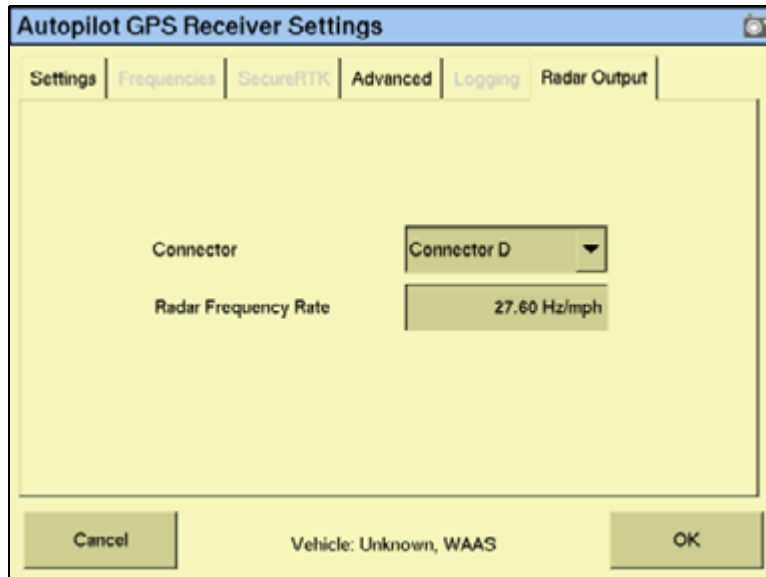 Autopilot GPS Receiver Settings
Settings Frequencies SecureRTK Advanced Logging Radar Output
Connector Connector D
Radar Frequency Rate 27.60 Hz/mph
Cancel Vehicle: Unknown, WAAS OK